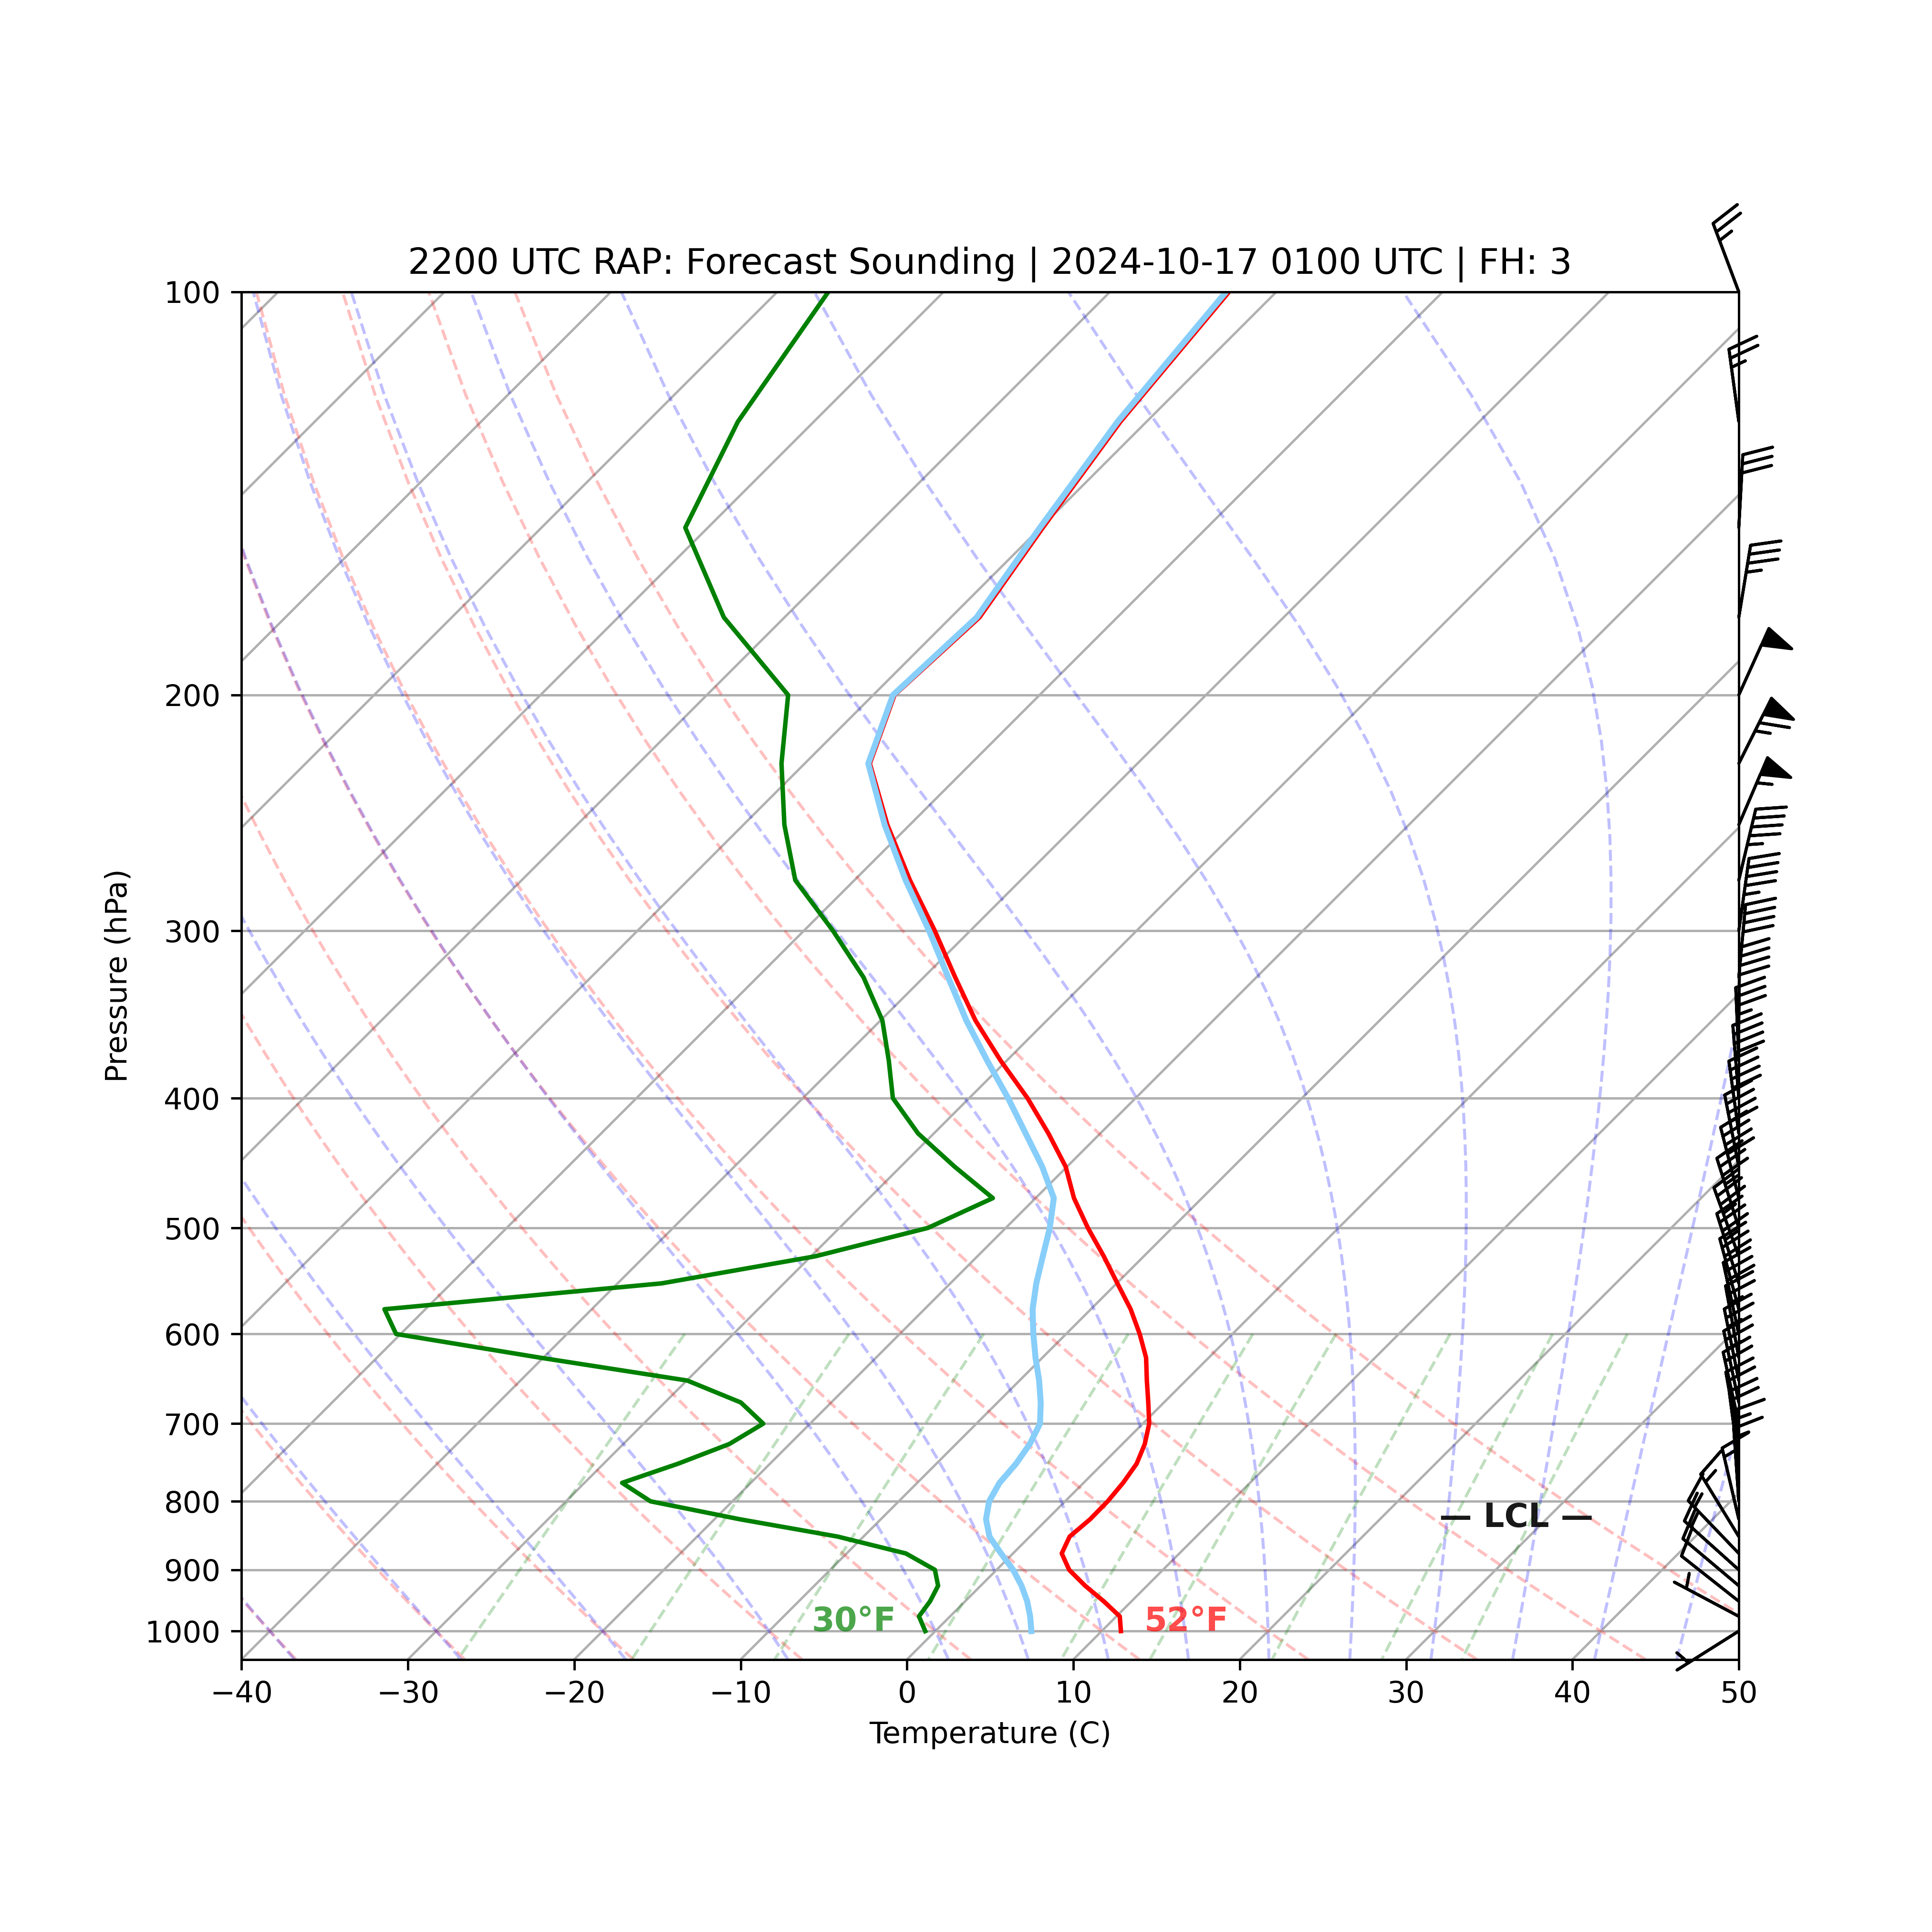 2200 UTC RAP: Forecast Sounding | 2024-10-17 0100 UTC | FH: 3
100
200
300
400
500
600
700
800
900
1000
Pressure (hPa)
— LCL —
30°F
52°F
−40 −30 −20 −10 0 10 20 30 40 50
Temperature (C)